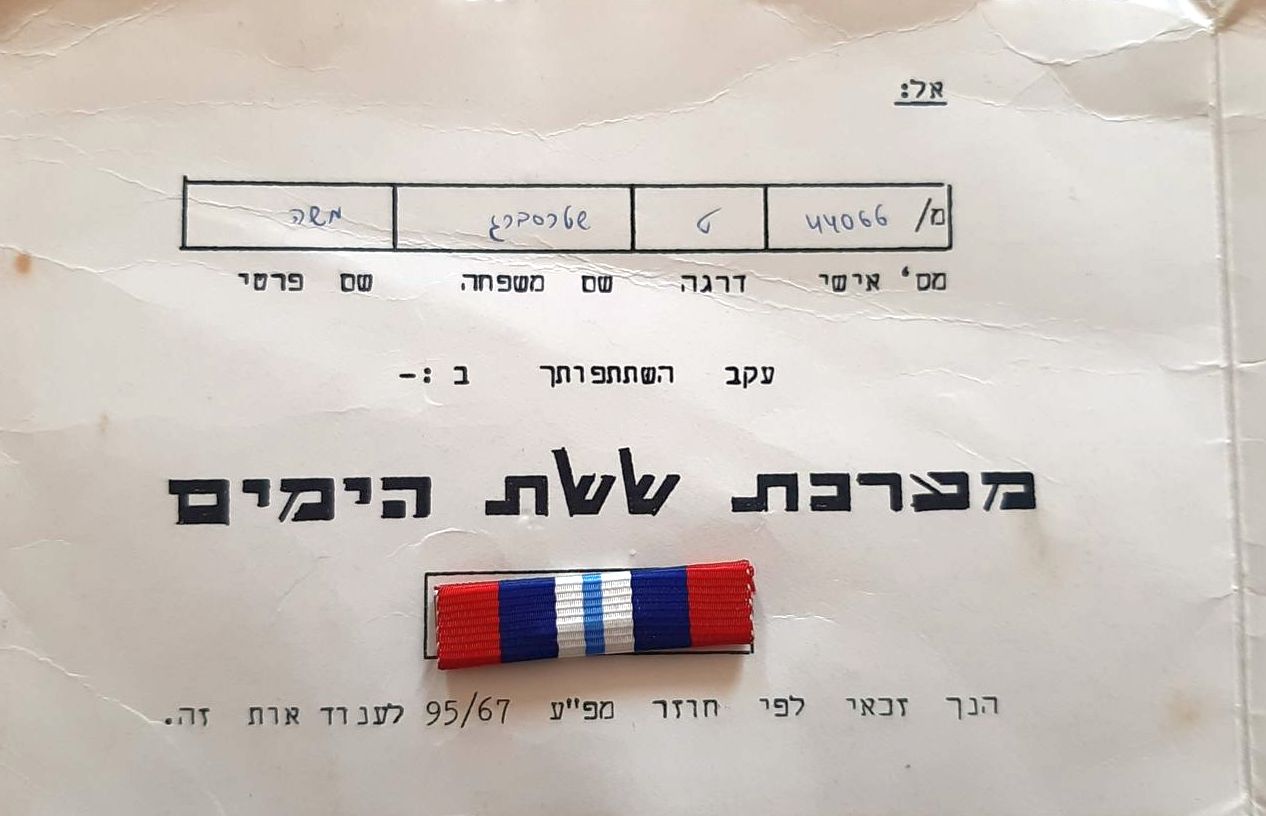 אל:
מ/ 44066 ט שטרסברג משה
מס' אישי דרגה שם משפחה שם פרטי
עקב השתתפותך ב :-
מערכת ששת הימים
הנך זכאי לפי חוזר מפ"ע 95/67 לענוד אות זה.